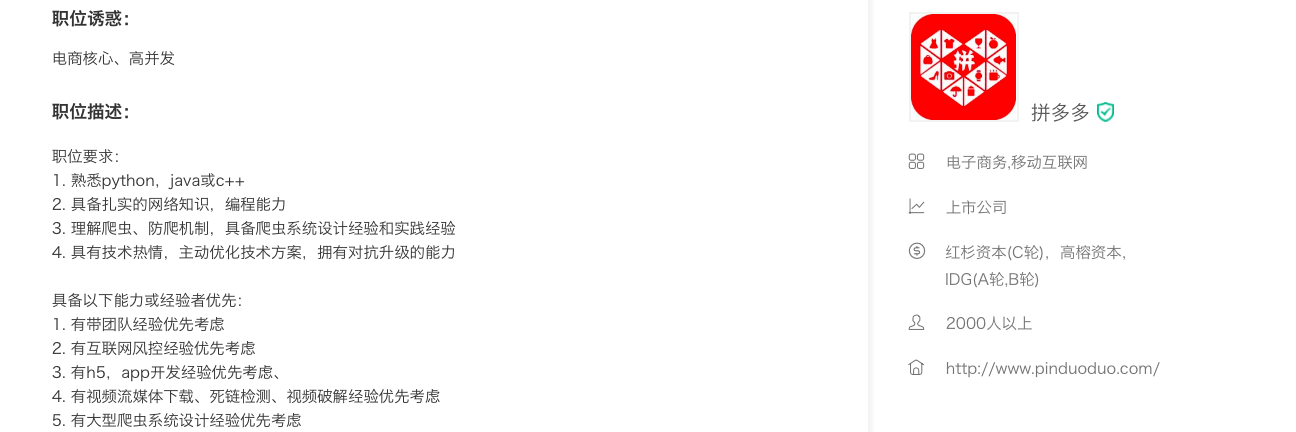 职位诱惑：
电商核心、高并发
职位描述：
职位要求：
1. 熟悉python，java或c++
2. 具备扎实的网络知识，编程能力
3. 理解爬虫、防爬机制，具备爬虫系统设计经验和实践经验
4. 具有技术热情，主动优化技术方案，拥有对抗升级的能力
具备以下能力或经验者优先：
1. 有带团队经验优先考虑
2. 有互联网风控经验优先考虑
3. 有h5，app开发经验优先考虑、
4. 有视频流媒体下载、死链检测、视频破解经验优先考虑
5. 有大型爬虫系统设计经验优先考虑
拼
拼多多
电子商务,移动互联网
上市公司
红杉资本(C轮)，高榕资本,
IDG(A轮,B轮)
2000人以上
http://www.pinduoduo.com/